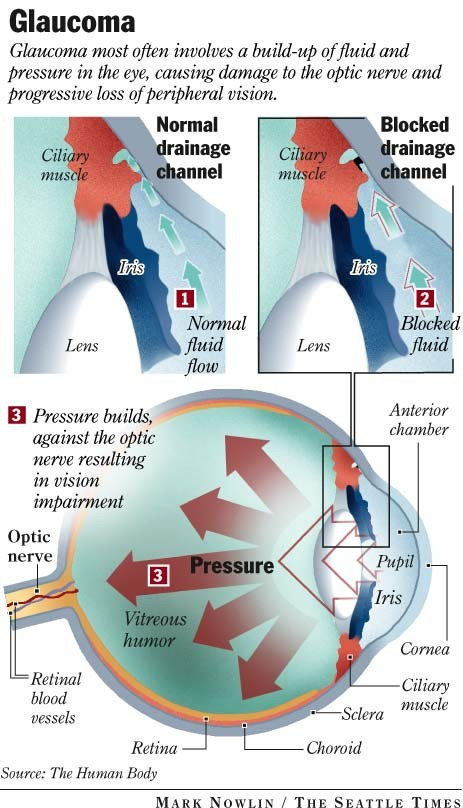 Glaucoma
Glaucoma most often involves a build-up of fluid and
pressure in the eye, causing damage to the optic nerve and
progressive loss of peripheral vision.
Normal
drainage
channel
Ciliary
muscle
Iris
1
Lens
Normal
fluid
flow
Blocked
drainage
channel
Ciliary
muscle
Iris
2
Lens
Blocked
fluid
3 Pressure builds,
against the optic
nerve resulting
in vision
impairment
Anterior
chamber
Optic
nerve
3
Pressure
Pupil
Iris
Vitreous
humor
Cornea
Retinal
blood
vessels
Ciliary
muscle
Sclera
Retina
Choroid
Source: The Human Body
MARK NOWLIN / THE SEATTLE TIMES